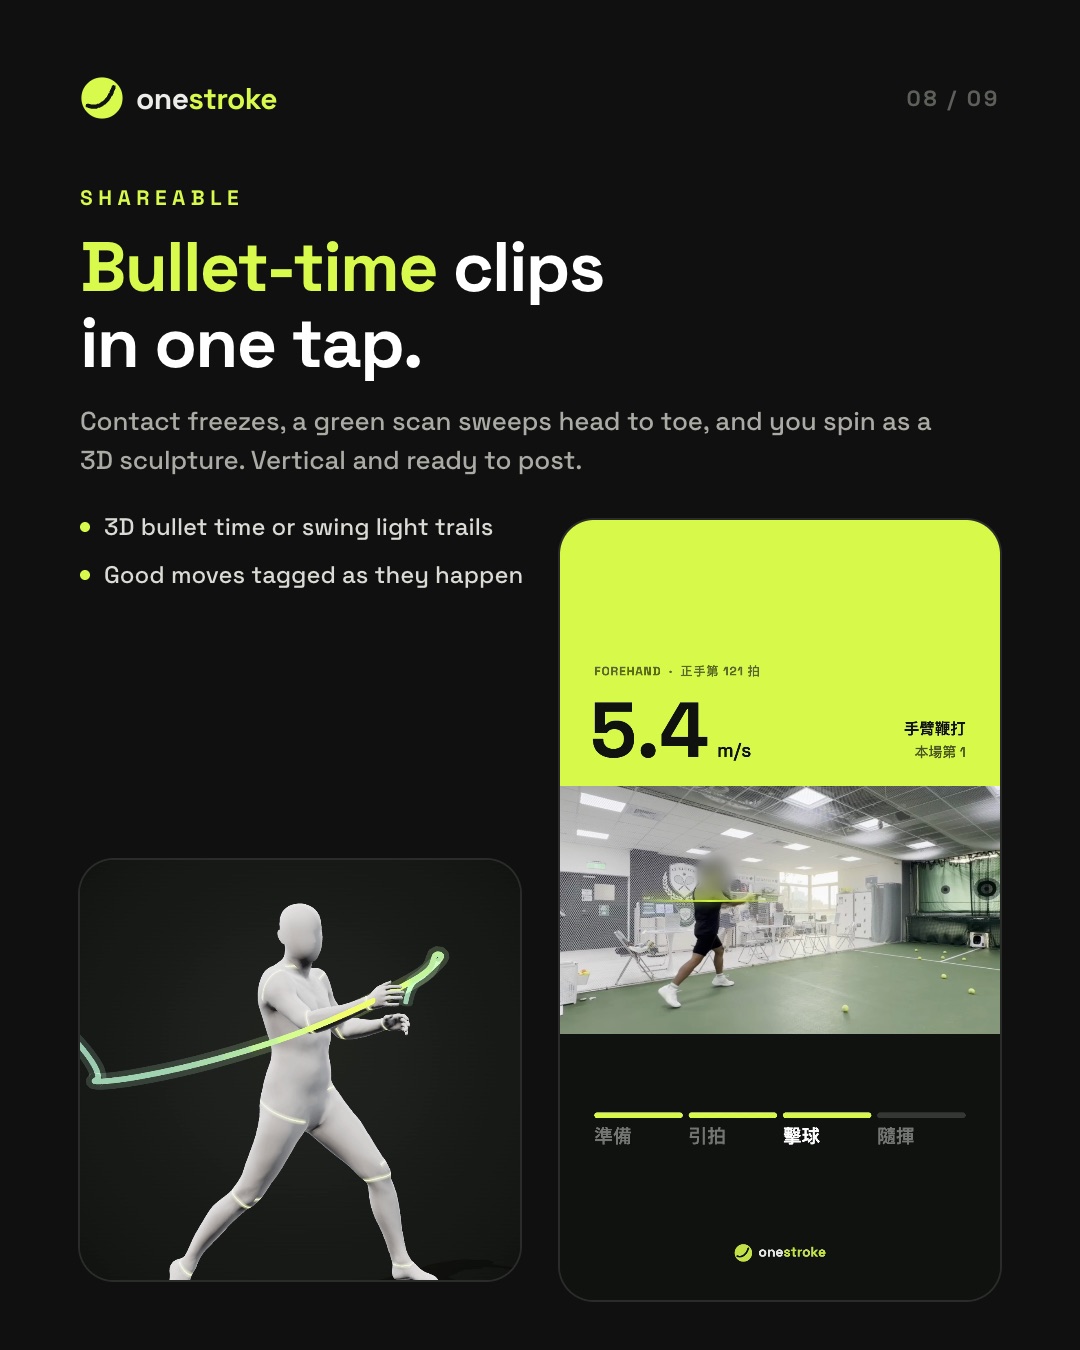 onestroke
08 / 09
SHAREABLE
Bullet-time clips
in one tap.
Contact freezes, a green scan sweeps head to toe, and you spin as a
3D sculpture. Vertical and ready to post.
3D bullet time or swing light trails
Good moves tagged as they happen
FOREHAND · 正手第 121 拍
5.4 m/s
手臂鞭打
本場第 1
準備
引拍
擊球
隨揮
onestroke